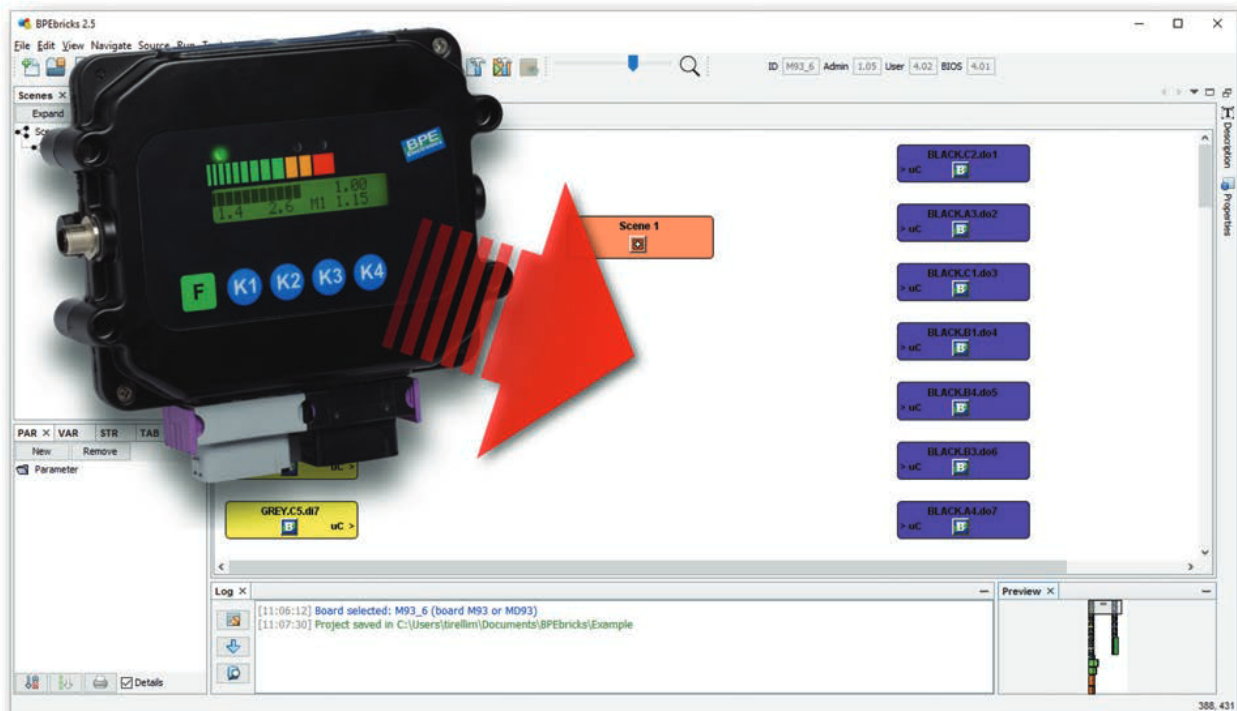 BPEbricks 2.5
File Edit View Navigate Source Run
ID M93_6 Admin 1.05 User 4.02 BIOS 4.01
Scenes
Expand
Description
Properties
BPE
Electronics
1.00
1.4 2.6 M1 1.15
F K1 K2 K3 K4
Scene 1
BLACK.C2.do1
> uC B
BLACK.A3.do2
> uC B
BLACK.C1.do3
> uC B
BLACK.B1.do4
> uC B
BLACK.B4.do5
> uC B
BLACK.B3.do6
> uC B
BLACK.A4.do7
> uC B
PAR VAR STR TAB
New Remove
Parameter
uC >
GREY.C5.di7
B uC >
Log
[11:06:12] Board selected: M93_6 (board M93 or MD93)
[11:07:30] Project saved in C:\Users\tirellim\Documents\BPEbricks\Example
Preview
Details
388, 431